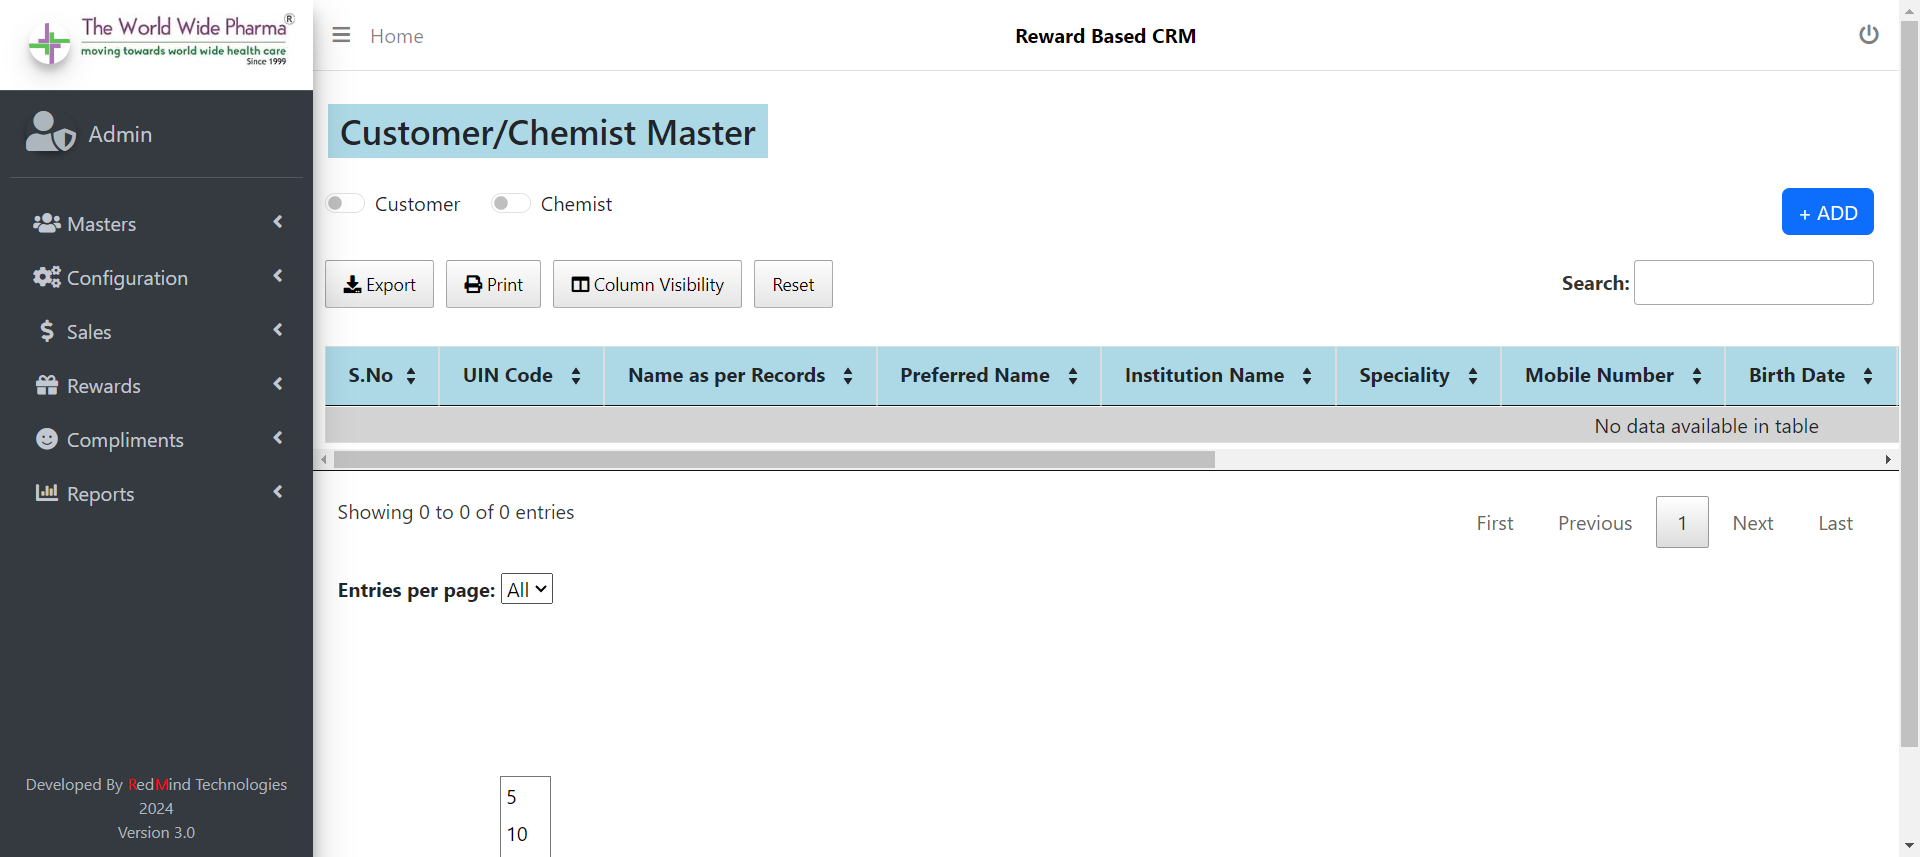 The World Wide Pharma®
moving towards world wide health care
Since 1999
Home
Reward Based CRM
Admin
Masters
Configuration
Sales
Rewards
Compliments
Reports
Developed By RedMind Technologies
2024
Version 3.0
Customer/Chemist Master
Customer Chemist
+ ADD
Export Print Column Visibility Reset
Search:
S.No UIN Code Name as per Records Preferred Name Institution Name Speciality Mobile Number Birth Date
No data available in table
Showing 0 to 0 of 0 entries
First Previous 1 Next Last
Entries per page: All
5
10